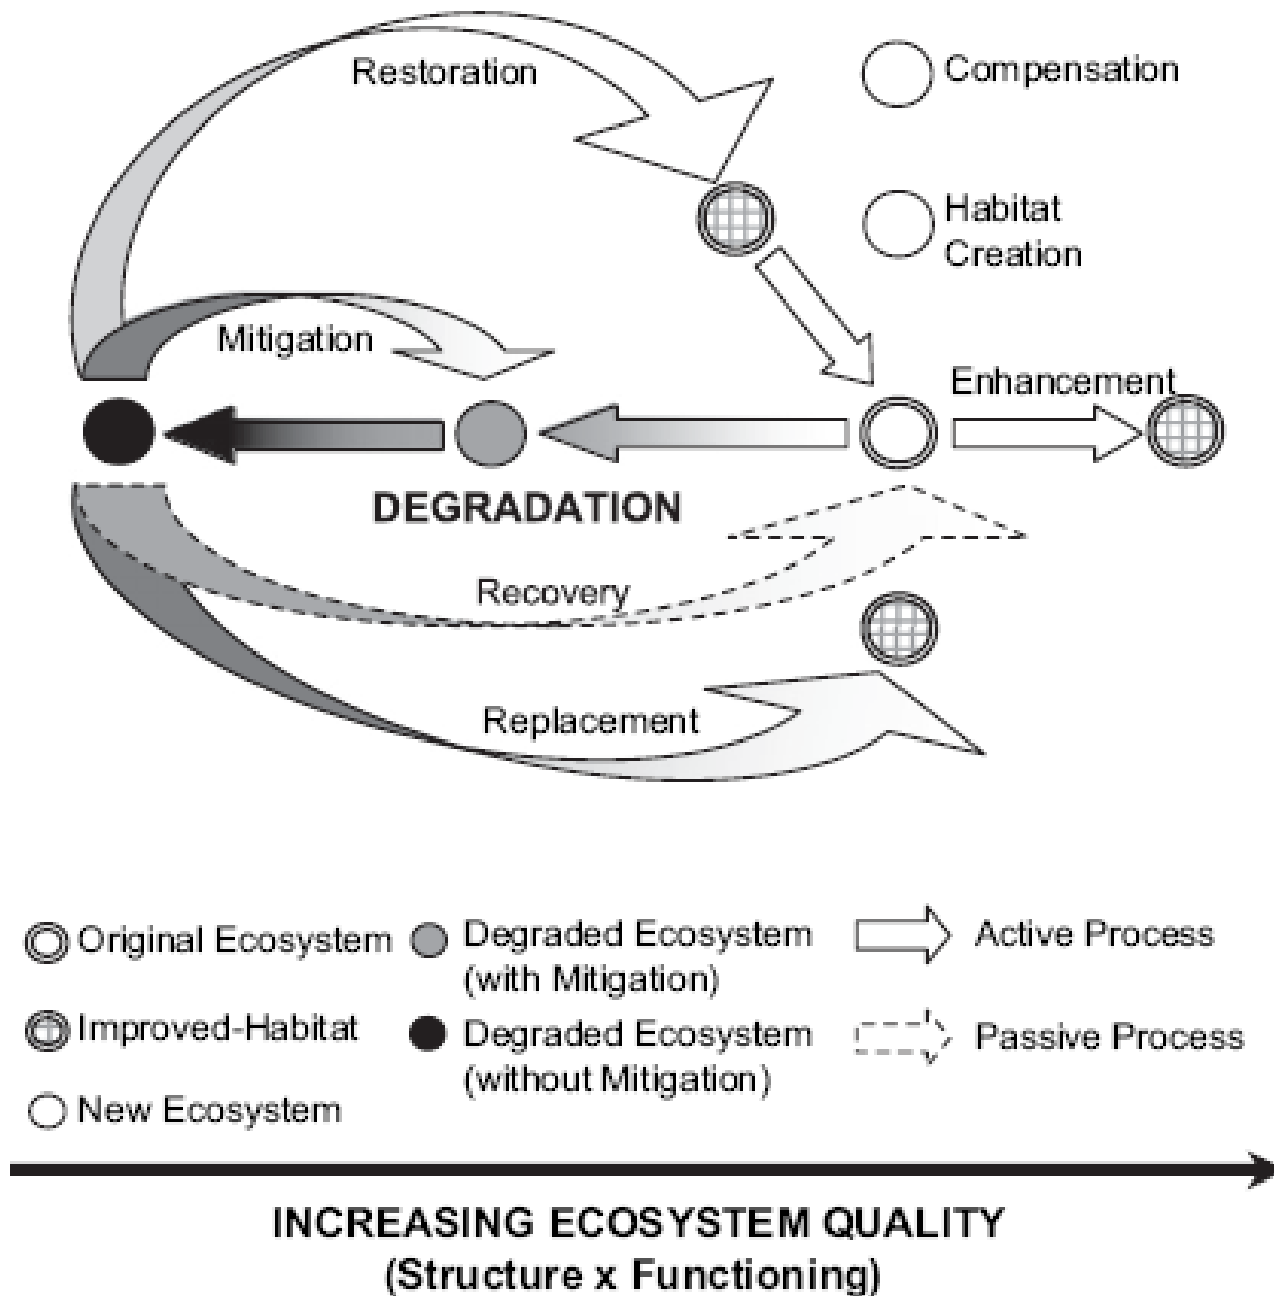 Restoration
Compensation
Habitat
Creation
Mitigation
Enhancement
DEGRADATION
Recovery
Replacement
Original Ecosystem
Degraded Ecosystem
(with Mitigation)
Active Process
Improved-Habitat
Degraded Ecosystem
(without Mitigation)
Passive Process
New Ecosystem
INCREASING ECOSYSTEM QUALITY
(Structure x Functioning)